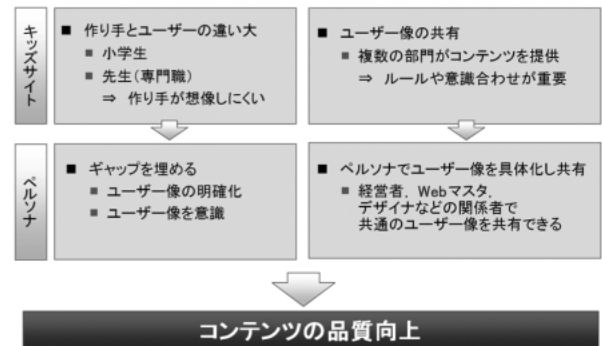 キッズサイト
■ 作り手とユーザーの違い大
■ 小学生
■ 先生(専門職)
⇒ 作り手が想像しにくい
■ ユーザー像の共有
■ 複数の部門がコンテンツを提供
⇒ ルールや意識合わせが重要
ペルソナ
■ ギャップを埋める
■ ユーザー像の明確化
■ ユーザー像を意識
■ ペルソナでユーザー像を具体化し共有
■ 経営者, Webマスタ,
デザイナなどの関係者で
共通のユーザー像を共有できる
コンテンツの品質向上